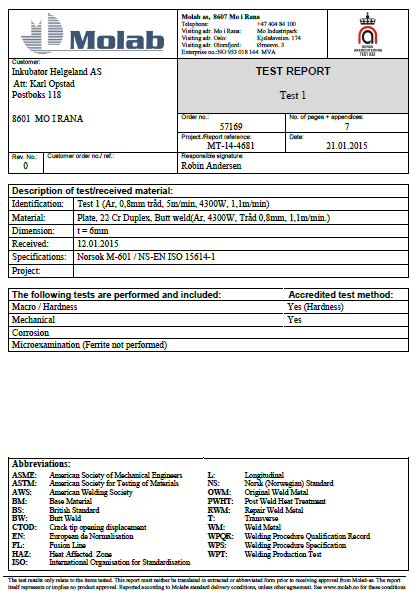 Molab
Molab as, 8607 Mo i Rana
Telephone: +47 404 84 100
Visiting adr. Mo i Rana: Mo Industripark
Visiting adr. Oslo: Kjelsåsveien. 174
Visiting adr. Glomfjord: Ørnesvn. 3
Enterprise no.:NO 953 018 144 MVA
NORSK
AKKREDITERING
TEST 032
Customer:
Inkubator Helgeland AS
Att: Karl Opstad
Postboks 118
8601 MO I RANA
TEST REPORT
Test 1
Order no.:
57169
No. of pages + appendices:
7
Project./Report reference:
MT-14-4681
Date:
21.01.2015
Rev. No.:
0
Customer order no./ ref.:
Responsible signature:
Robin Andersen
Description of test/received material:
Identification: Test 1 (Ar, 0,8mm tråd, 5m/min, 4300W, 1,1m/min)
Material: Plate, 22 Cr Duplex, Butt weld(Ar, 4300W, Tråd 0,8mm, 1,1m/min.)
Dimension: t = 6mm
Received: 12.01.2015
Specifications: Norsok M-601 / NS-EN ISO 15614-1
Project:
The following tests are performed and included: Accredited test method:
Macro / Hardness Yes (Hardness)
Mechanical Yes
Corrosion
Microexamination (Ferrite not performed)
Abbreviations:
ASME: American Society of Mechanical Engineers
ASTM: American Society for Testing of Materials
AWS: American Welding Society
BM: Base Material
BS: British Standard
BW: Butt Weld
CTOD: Crack tip opening displacement
EN: European de Normalisation
FL: Fusion Line
HAZ: Heat Affected Zone
ISO: International Organisation for Standardisation
L: Longitudinal
NS: Norsk (Norwegian) Standard
OWM: Original Weld Metal
PWHT: Post Weld Heat Treatment
RWM: Repair Weld Metal
T: Transverse
WM: Weld Metal
WPQR: Welding Procedure Qualification Record
WPS: Welding Procedure Specification
WPT: Welding Production Test
The test results only relate to the items tested. This report must neither be translated in extracted or abbreviated form prior to receiving approval from Molab as. The report
itself represents or implies no product approval. Reported according to Molabs standard delivery conditions, unless other agreement. See www.molab.no for these conditions